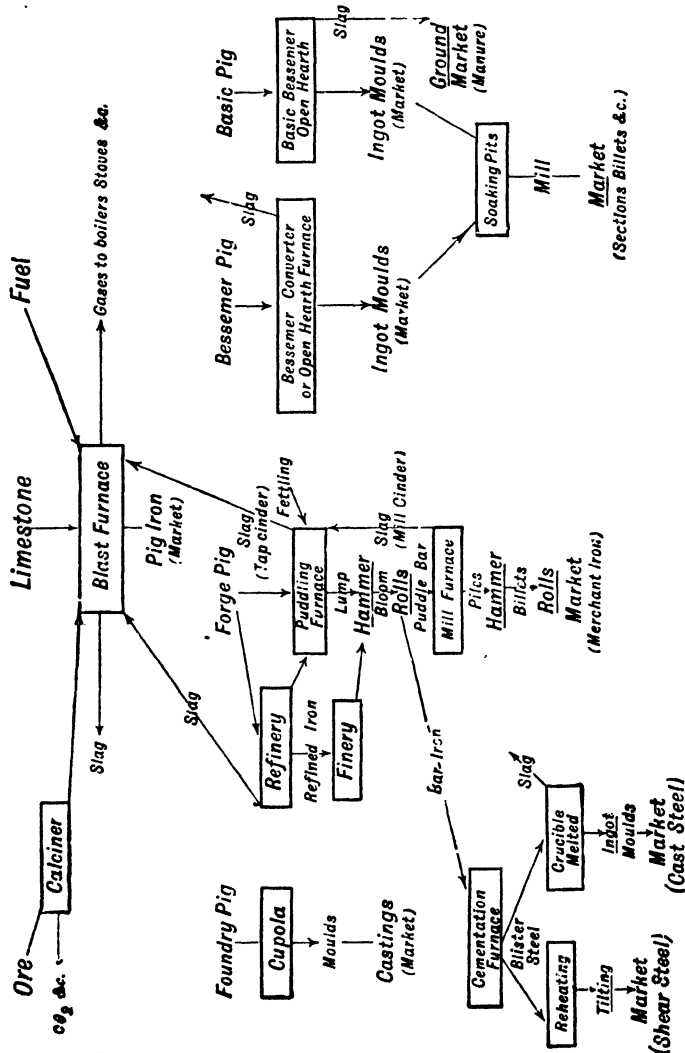 Ore
CO2 &c.
Calciner
Limestone
Fuel
Blast Furnace
Slag
Gases to boilers Stoves &c.
Pig Iron
(Market)
Foundry Pig
Cupola
Moulds
Castings
(Market)
Slag
Forge Pig
Slag
(Tap cinder)
Fettling
Refinery
Refined Iron
Finery
Puddling
Furnace
Lump
Hammer
Bloom
Rolls
Puddle Bar
Slag
(Mill Cinder)
Mill Furnace
Piles
Hammer
Billets
Rolls
Market
(Merchant Iron)
Bar-Iron
Cementation
Furnace
Blister
Steel
Reheating
Tilting
Market
(Shear Steel)
Slag
Crucible
Melted
Ingot
Moulds
Market
(Cast Steel)
Bessemer Pig
Slag
Bessemer Convertor
or Open Hearth Furnace
Ingot Moulds
(Market)
Basic Pig
Basic Bessemer
Open Hearth
Slag
Ingot Moulds
(Market)
Ground
Market
(Manure)
Soaking Pits
Mill
Market
(Sections Billets &c.)